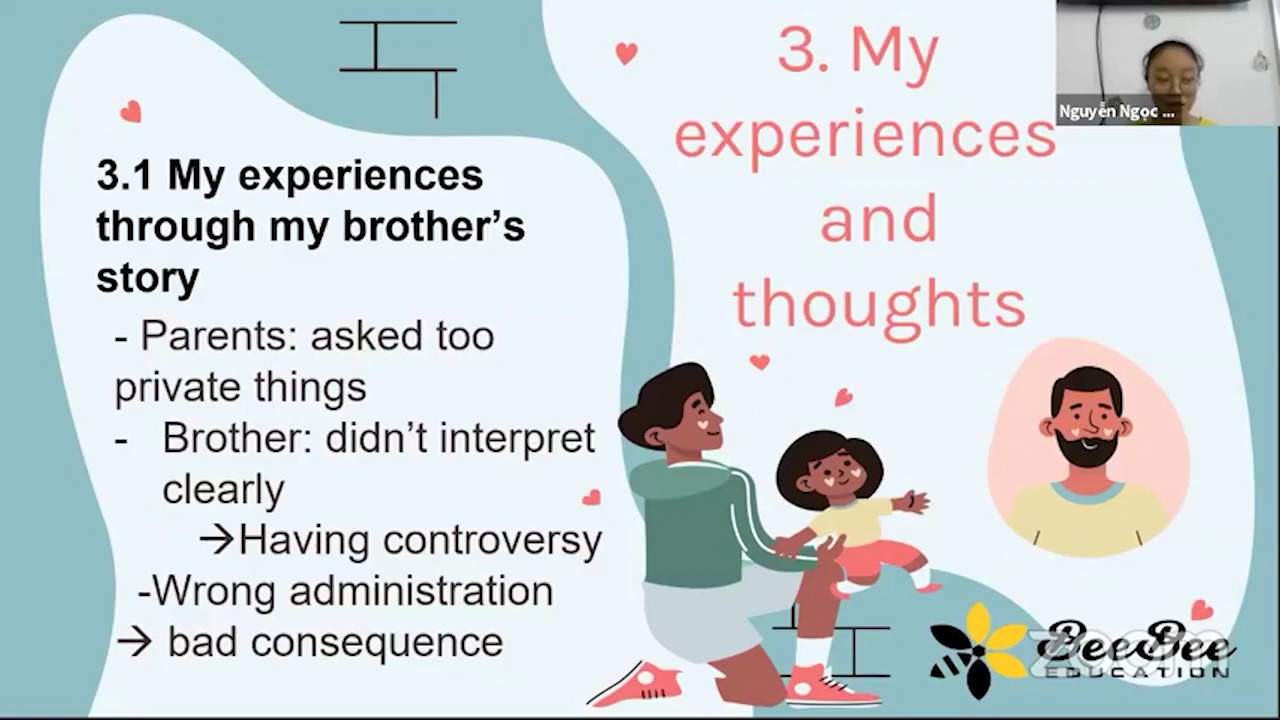 3. My
experiences
and
thoughts
Nguyễn Ngọc ...
3.1 My experiences
through my brother’s
story
- Parents: asked too
private things
- Brother: didn’t interpret
clearly
→Having controversy
-Wrong administration
→ bad consequence
BeeBee
EDUCATION
zoom